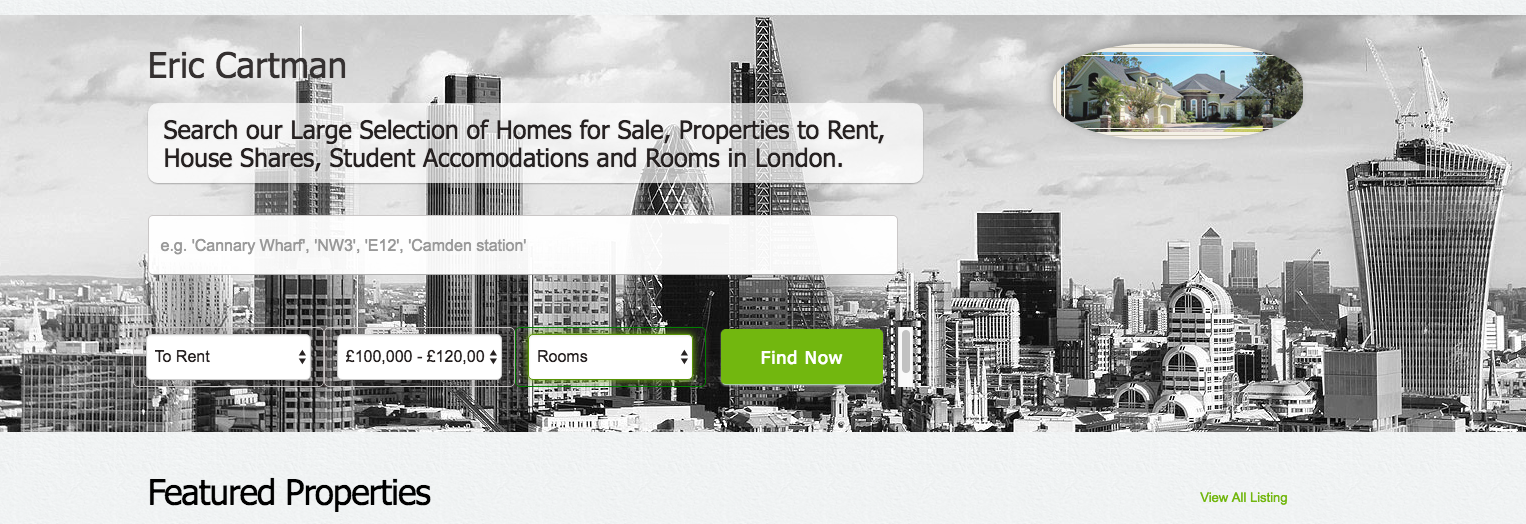 Eric Cartman
Search our Large Selection of Homes for Sale, Properties to Rent,
House Shares, Student Accomodations and Rooms in London.
e.g. 'Cannary Wharf', 'NW3', 'E12', 'Camden station'
To Rent £100,000 - £120,00 Rooms Find Now
Featured Properties View All Listing